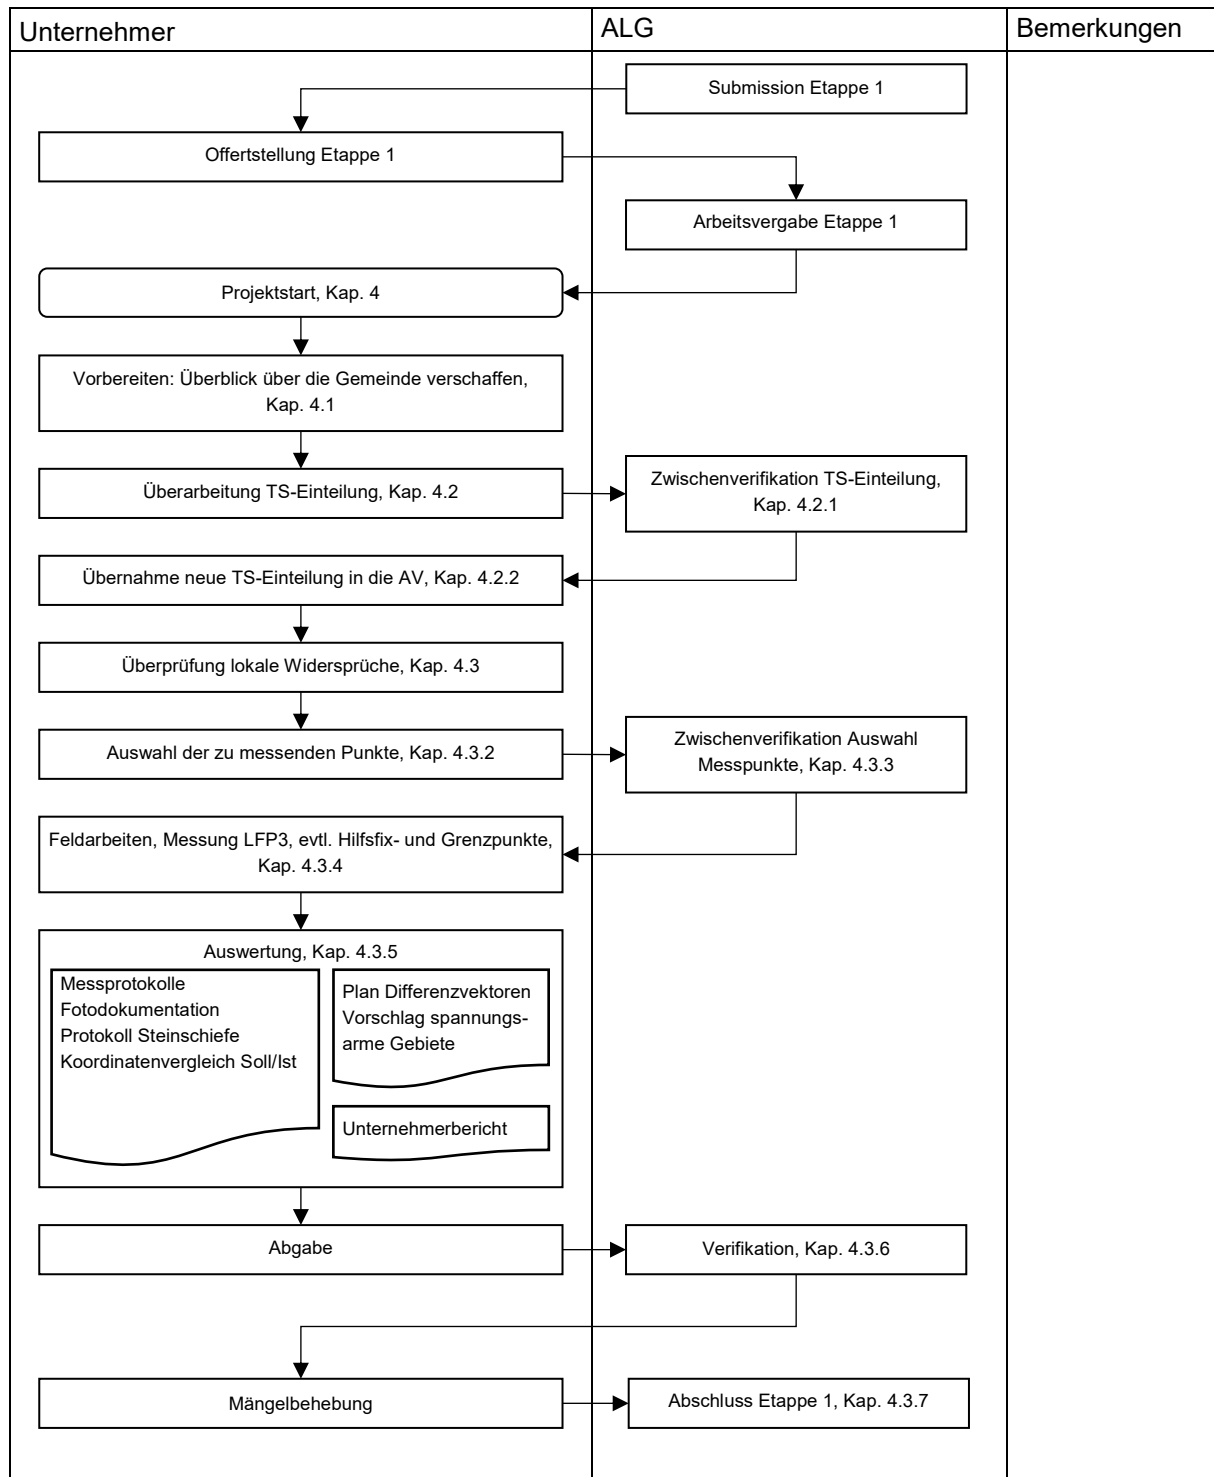 Unternehmer
ALG
Bemerkungen
Submission Etappe 1
Offertstellung Etappe 1
Arbeitsvergabe Etappe 1
Projektstart, Kap. 4
Vorbereiten: Überblick über die Gemeinde verschaffen,
Kap. 4.1
Überarbeitung TS-Einteilung, Kap. 4.2
Zwischenverifikation TS-Einteilung,
Kap. 4.2.1
Übernahme neue TS-Einteilung in die AV, Kap. 4.2.2
Überprüfung lokale Widersprüche, Kap. 4.3
Auswahl der zu messenden Punkte, Kap. 4.3.2
Zwischenverifikation Auswahl
Messpunkte, Kap. 4.3.3
Feldarbeiten, Messung LFP3, evtl. Hilfsfix- und Grenzpunkte,
Kap. 4.3.4
Auswertung, Kap. 4.3.5
Messprotokolle
Fotodokumentation
Protokoll Steinschiefe
Koordinatenvergleich Soll/Ist
Plan Differenzvektoren
Vorschlag spannungs-
arme Gebiete
Unternehmerbericht
Abgabe
Verifikation, Kap. 4.3.6
Mängelbehebung
Abschluss Etappe 1, Kap. 4.3.7